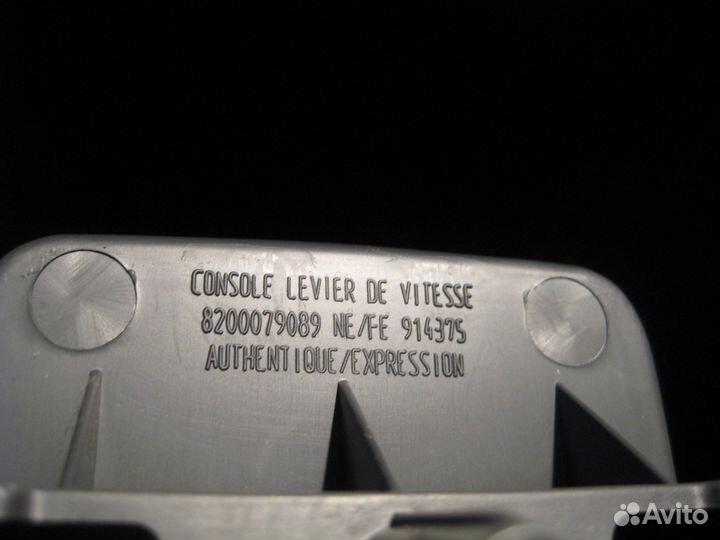 CONSOLE LEVIER DE VITESSE
8200079089 NE/FE 914375
AUTHENTIQUE/EXPRESSION
Avito